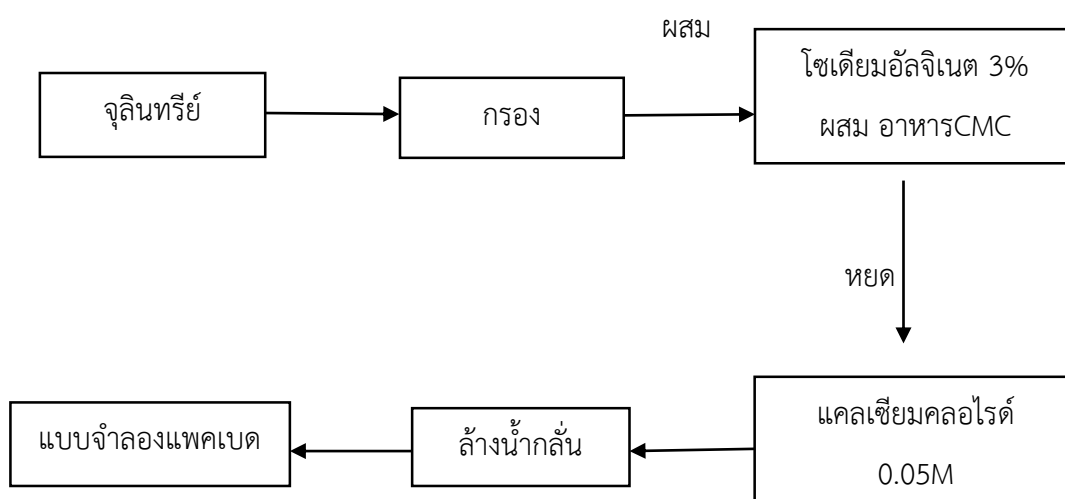 ผสม
จุลินทรีย์
กรอง
โซเดียมอัลจิเนต 3%
ผสม อาหารCMC
หยด
แคลเซียมคลอไรด์
0.05M
ล้างน้ำกลั่น
แบบจำลองแพคเบด